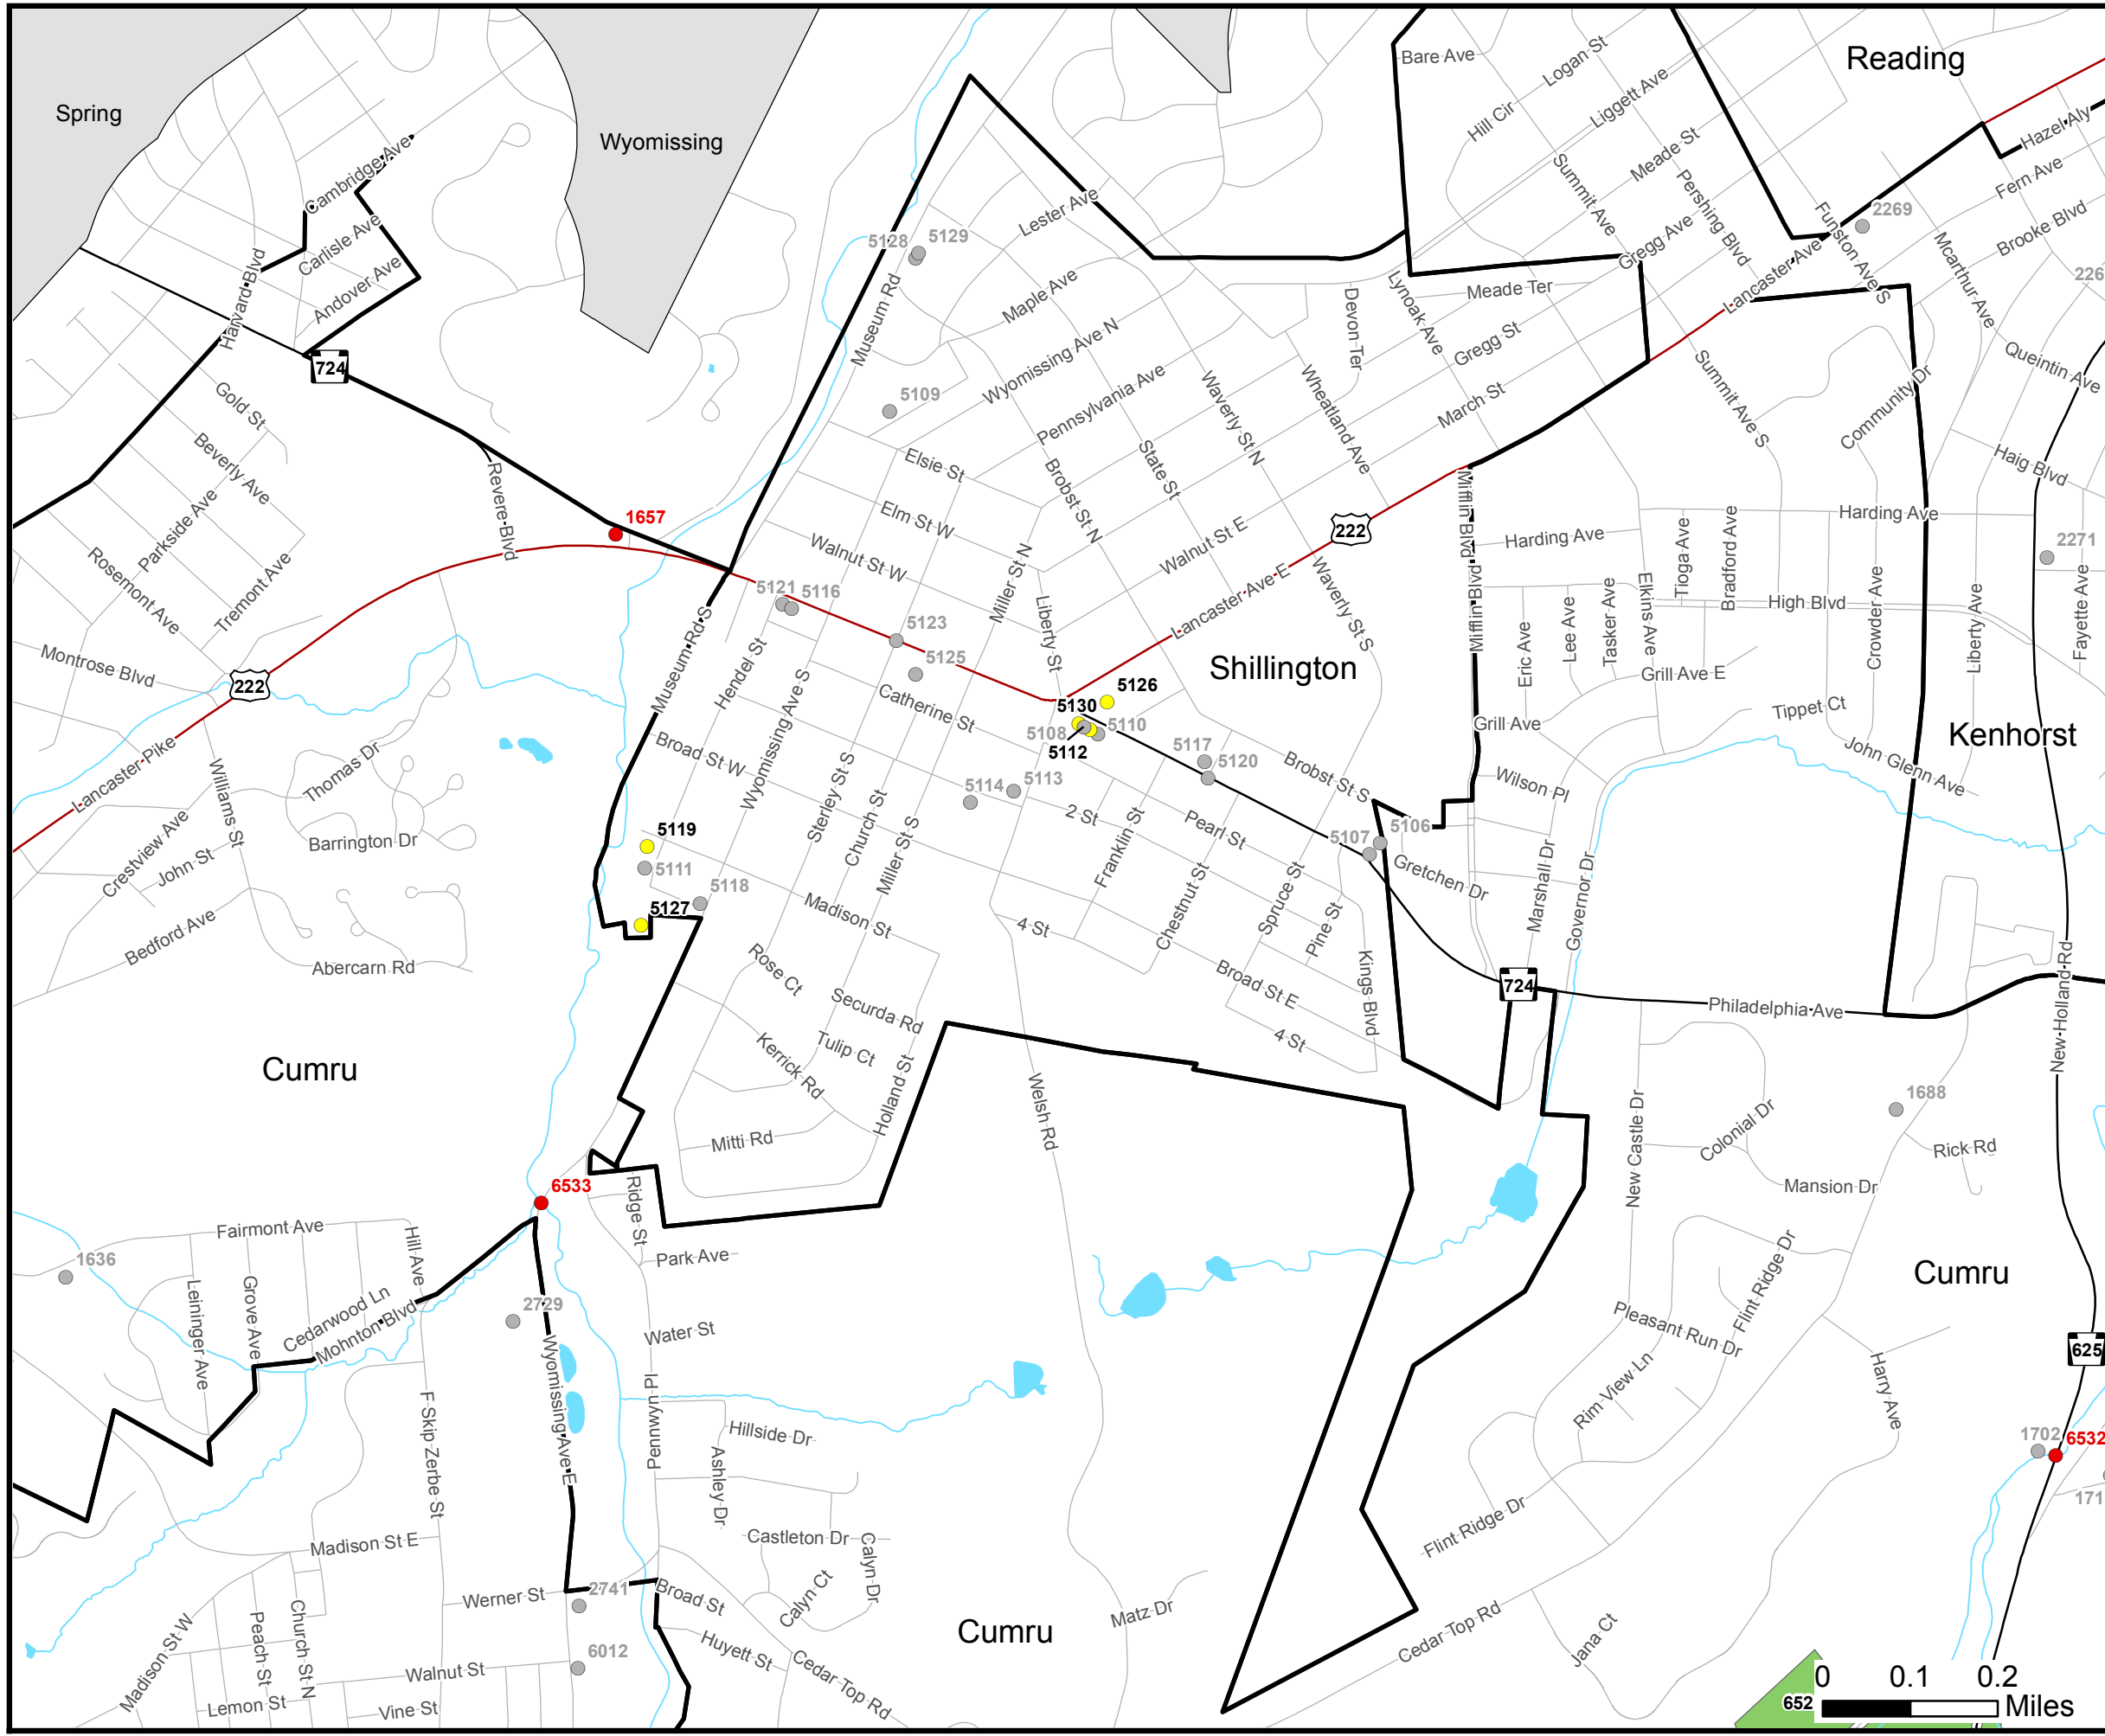 Spring
Wyomissing
Reading
Bare Ave
Logan St
Hill Cir
Liggett Ave
Meade St
Summit Ave
Pershing Blvd
Gregg Ave
Hazel Aly
Fern Ave
Brooke Blvd
Funston Ave S
Mcarthur Ave
2269
226
Cambridge Ave
Carlisle Ave
Andover Ave
Harvard Blvd
724
Lester Ave
5128
5129
Museum Rd
Maple Ave
Wyomissing Ave N
Pennsylvania Ave
5109
Devon Ter
Lynoak Ave
Meade Ter
Gregg St
March St
Lancaster Ave
Summit Ave S
Community Dr
Queintin Ave
Haig Blvd
Gold St
Beverly Ave
Parkside Ave
Rosemont Ave
Tremont Ave
Revere Blvd
1657
Elsie St
Elm St W
Walnut St W
Brobst St N
State St
Waverly St N
Wheatland Ave
Walnut St E
222
Mifflin Blvd
Mifflin Blvd
Harding Ave
Harding Ave
Tioga Ave
Bradford Ave
High Blvd
Elkins Ave
Crowder Ave
Liberty Ave
Fayette Ave
2271
Eric Ave
Lee Ave
Tasker Ave
Grill Ave E
Grill Ave
Tippet Ct
John Glenn Ave
Kenhorst
Montrose Blvd
222
Lancaster Pike
5121
5116
5123
5125
Miller St N
Liberty St
Lancaster Ave E
Waverly St S
Shillington
Museum Rd S
Hendel St
Wyomissing Ave S
Catherine St
5126
5130
5108
5110
5112
5117
5120
Brobst St S
Wilson Pl
Broad St W
Sterley St S
Church St
Miller St S
5114
5113
2 St
Franklin St
Pearl St
Chestnut St
Spruce St
Pine St
5107
5106
Gretchen Dr
Marshall Dr
Governor Dr
Thomas Dr
Williams St
Barrington Dr
Crestview Ave
John St
Bedford Ave
Abercarn Rd
5119
5111
5118
5127
Madison St
4 St
Broad St E
4 St
Kings Blvd
724
Philadelphia Ave
New Holland Rd
Rose Ct
Securda Rd
Tulip Ct
Kerrick Rd
Holland St
Mitti Rd
Welsh Rd
Cumru
New Castle Dr
Colonial Dr
1688
Rick Rd
Mansion Dr
Cumru
Flint Ridge Dr
Pleasant Run Dr
Rim View Ln
Harry Ave
625
1702
6532
171
6533
Ridge St
Park Ave
Fairmont Ave
Hill Ave
1636
Leininger Ave
Grove Ave
Cedarwood Ln
Mohnton Blvd
2729
Water St
Wyomissing Ave E
Pennwyn Pl
F Skip Zerbe St
Hillside Dr
Ashley Dr
Castleton Dr
Calyn Ct
Calyn Dr
Flint Ridge Dr
Madison St E
Werner St
2741
Broad St
Huyett St
Cedar Top Rd
Cumru
Matz Dr
Cedar Top Rd
Jana Ct
Madison St W
Peach St
Church St N
Walnut St
6012
Lemon St
Vine St
652
0 0.1 0.2
Miles